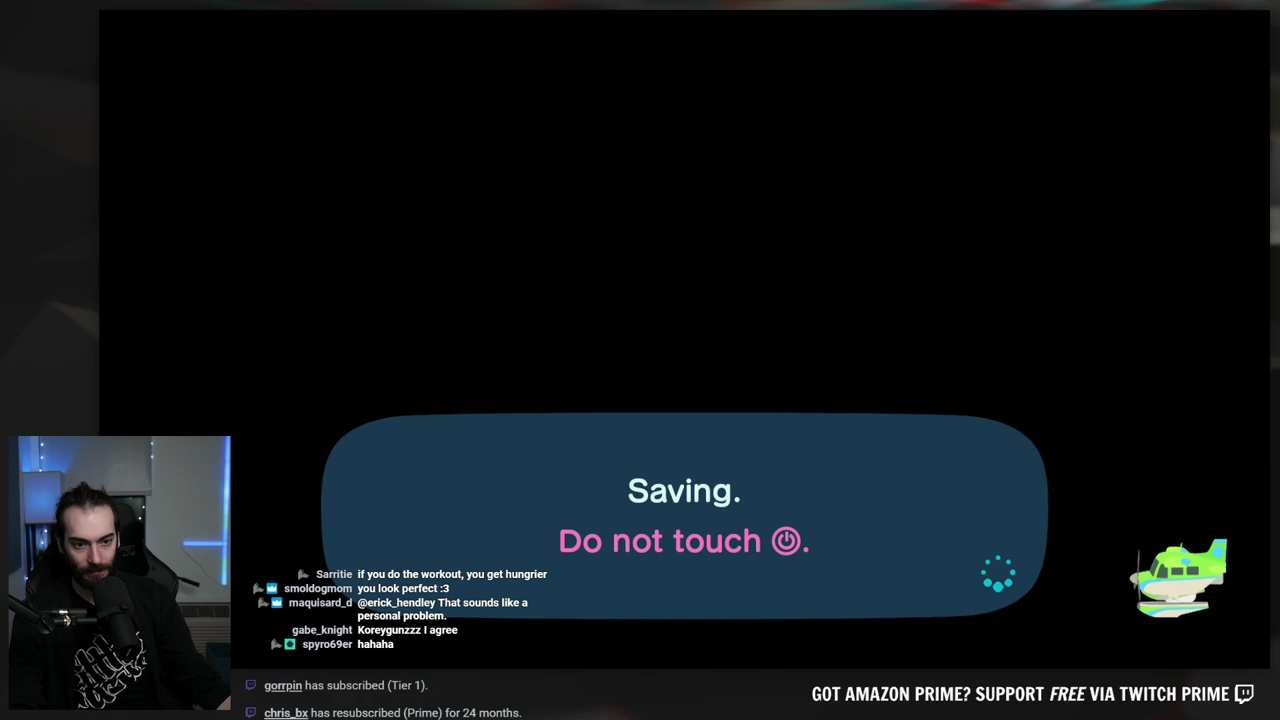 Saving.
Do not touch
Sarritie if you do the workout, you get hungrier
smoldogmom you look perfect :3
maquisard_d @erick_hendley That sounds like a
personal problem.
gabe_knight Koreygunzzz I agree
spyro69er hahaha
gorrpin has subscribed (Tier 1).
chris_bx has resubscribed (Prime) for 24 months.
GOT AMAZON PRIME? SUPPORT FREE VIA TWITCH PRIME